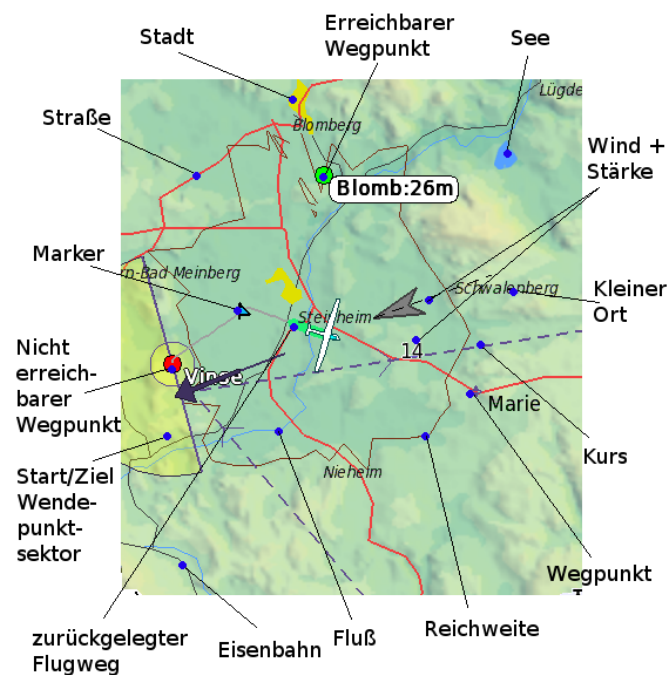 Erreichbarer
Wegpunkt
Stadt
See
Lügde
Straße
Blomberg
Wind +
Stärke
Blomb:26m
Marker
rn-Bad Meinberg
Schwalenberg
Kleiner
Ort
Steinheim
14
Nicht
erreich-
barer
Wegpunkt
Vinse
Marie
Kurs
Start/Ziel
Wende-
punkt-
sektor
Nieheim
Wegpunkt
zurückgelegter
Flugweg
Eisenbahn
Fluß
Reichweite